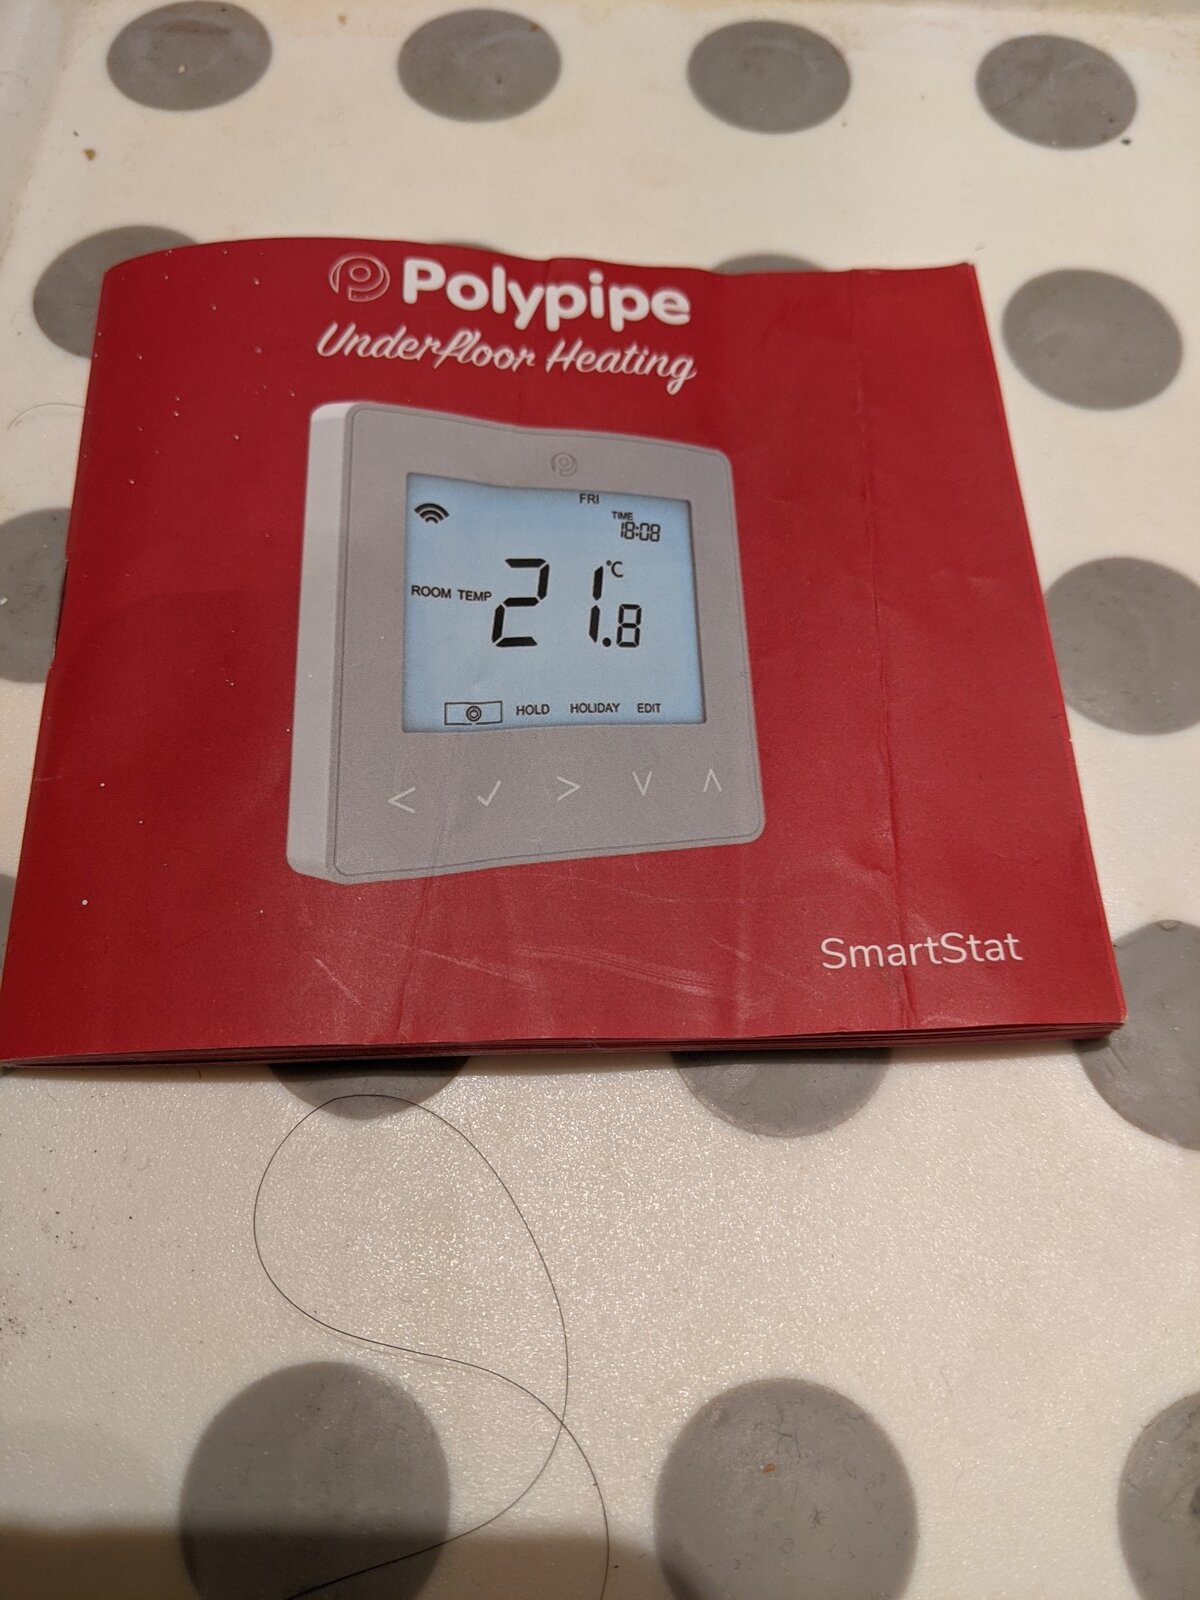 Polypipe
Underfloor Heating
FRI
TIME
18:08
ROOM TEMP 21.8 °C
HOLD HOLIDAY EDIT
SmartStat